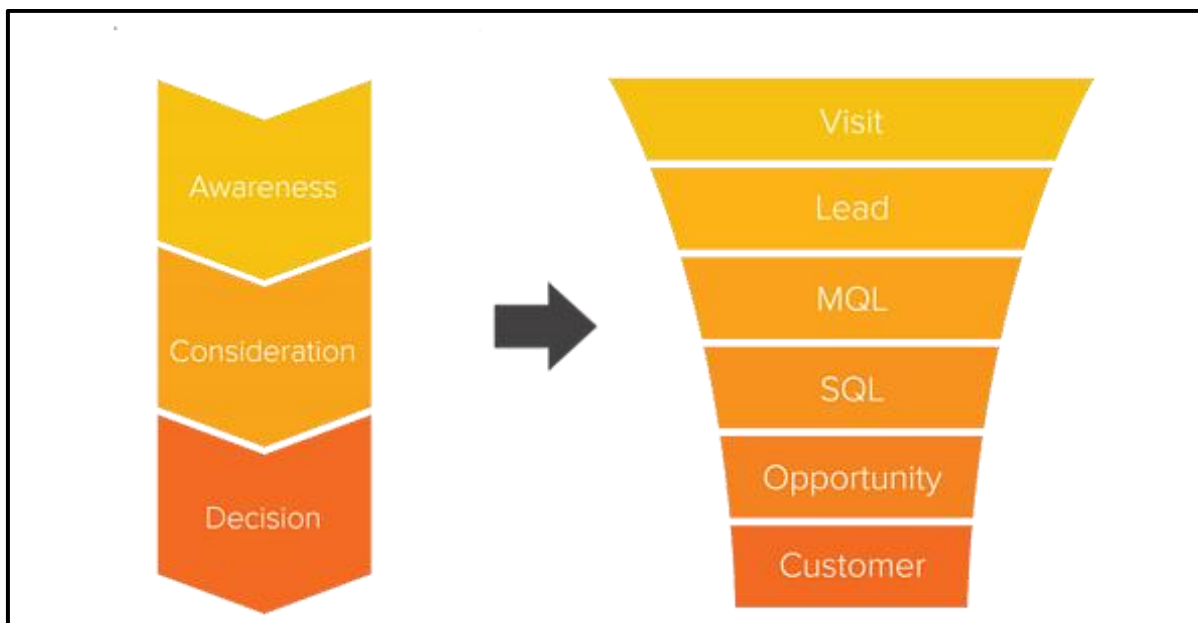 Awareness
Consideration
Decision
Visit
Lead
MQL
SQL
Opportunity
Customer